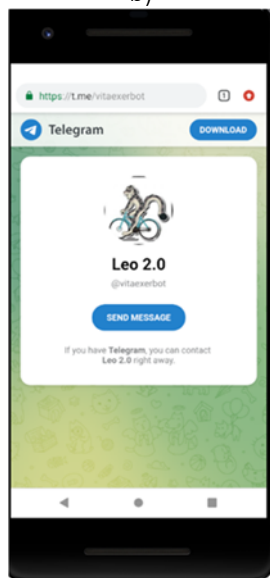 b)
https://t.me/vitaexerbot
1
Telegram
DOWNLOAD
Leo 2.0
@vitaexerbot
SEND MESSAGE
If you have Telegram, you can contact
Leo 2.0 right away.